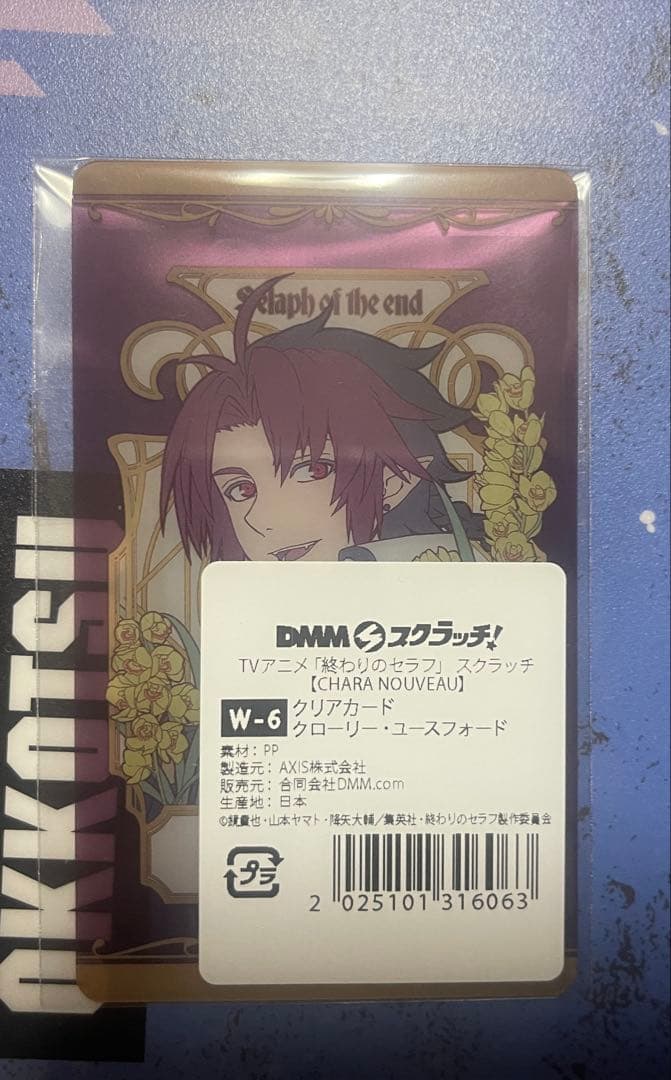 Seraph of the end
OKKOTSU
DMM スクラッチ!
TVアニメ「終わりのセラフ」 スクラッチ
【CHARA NOUVEAU】
W-6 クリアカード
クローリー・ユースフォード
素材：PP
製造元：AXIS株式会社
販売元：合同会社DMM.com
生産地：日本
©鏡貴也・山本ヤマト・降矢大輔／集英社・終わりのセラフ製作委員会
プラ
2 025101 316063